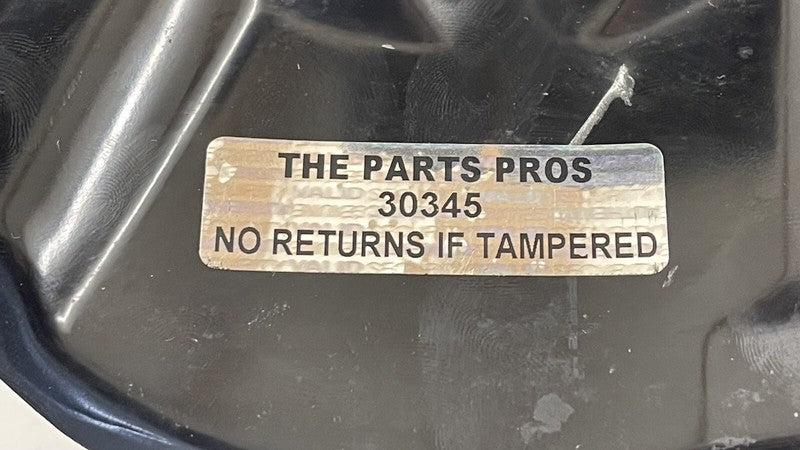 THE PARTS PROS
30345
NO RETURNS IF TAMPERED